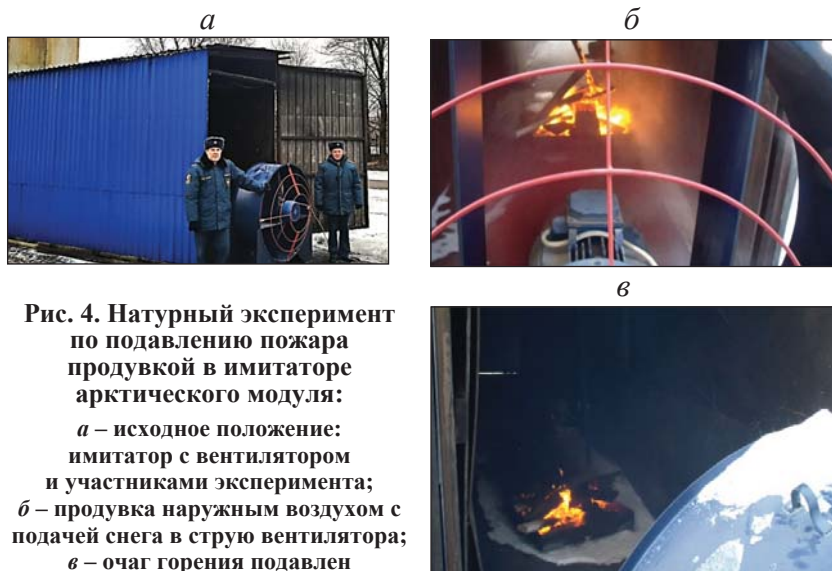 а
б
в
Рис. 4. Натурный эксперимент
по подавлению пожара
продувкой в имитаторе
арктического модуля:
а – исходное положение:
имитатор с вентилятором
и участниками эксперимента;
б – продувка наружным воздухом с
подачей снега в струю вентилятора;
в – очаг горения подавлен